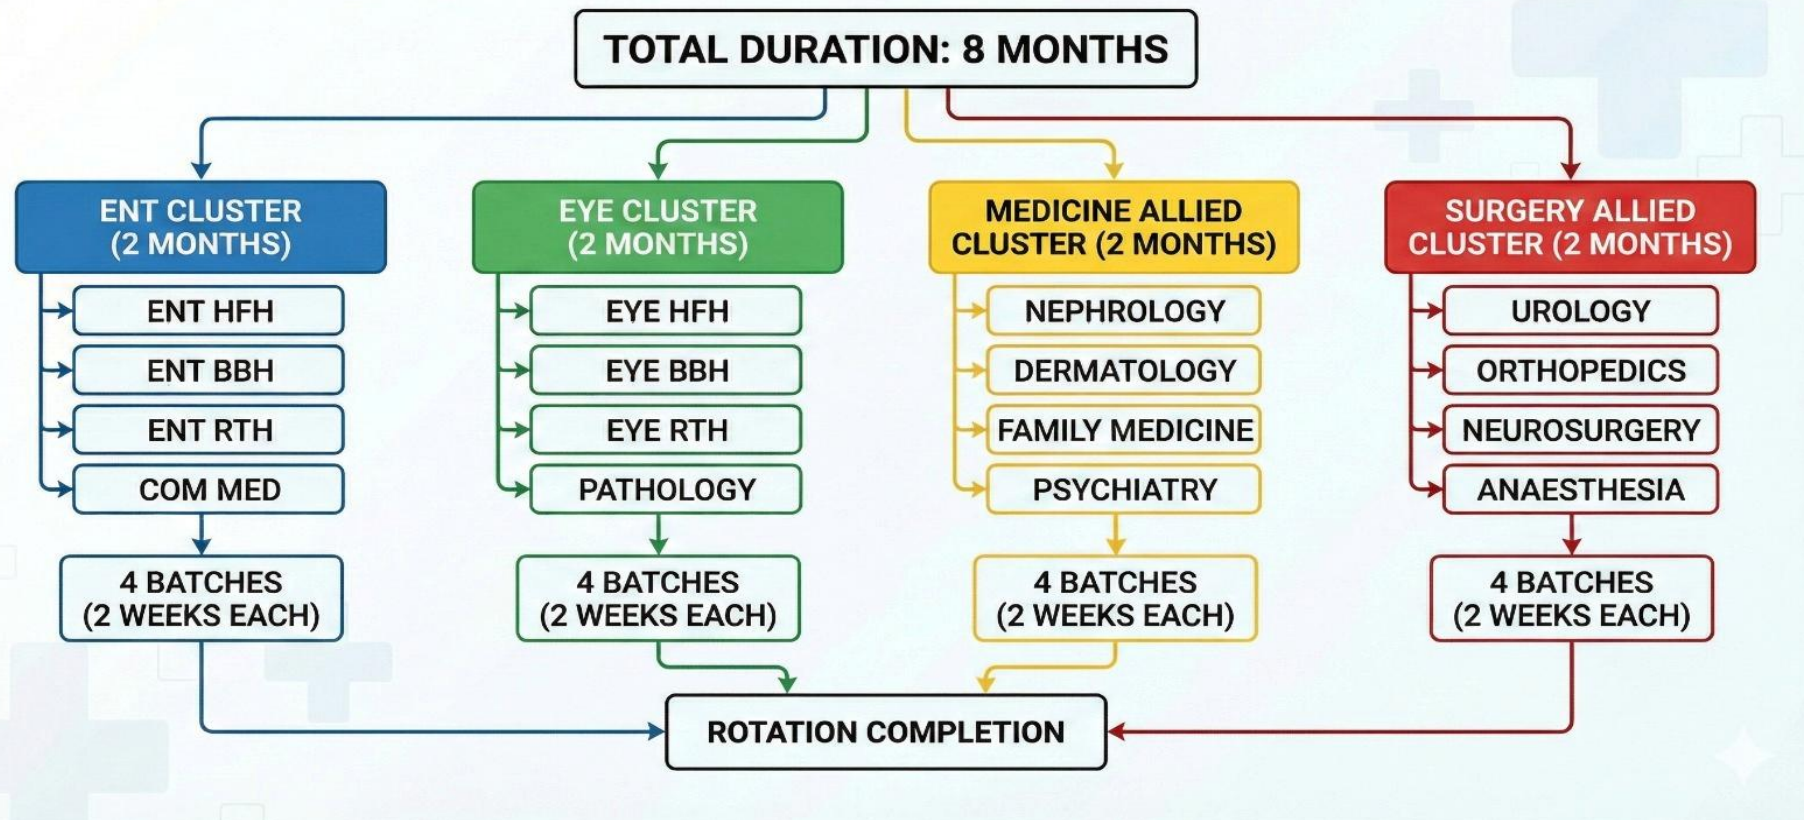 TOTAL DURATION: 8 MONTHS
ENT CLUSTER
(2 MONTHS)
ENT HFH
ENT BBH
ENT RTH
COM MED
4 BATCHES
(2 WEEKS EACH)
EYE CLUSTER
(2 MONTHS)
EYE HFH
EYE BBH
EYE RTH
PATHOLOGY
4 BATCHES
(2 WEEKS EACH)
MEDICINE ALLIED
CLUSTER (2 MONTHS)
NEPHROLOGY
DERMATOLOGY
FAMILY MEDICINE
PSYCHIATRY
4 BATCHES
(2 WEEKS EACH)
SURGERY ALLIED
CLUSTER (2 MONTHS)
UROLOGY
ORTHOPEDICS
NEUROSURGERY
ANAESTHESIA
4 BATCHES
(2 WEEKS EACH)
ROTATION COMPLETION